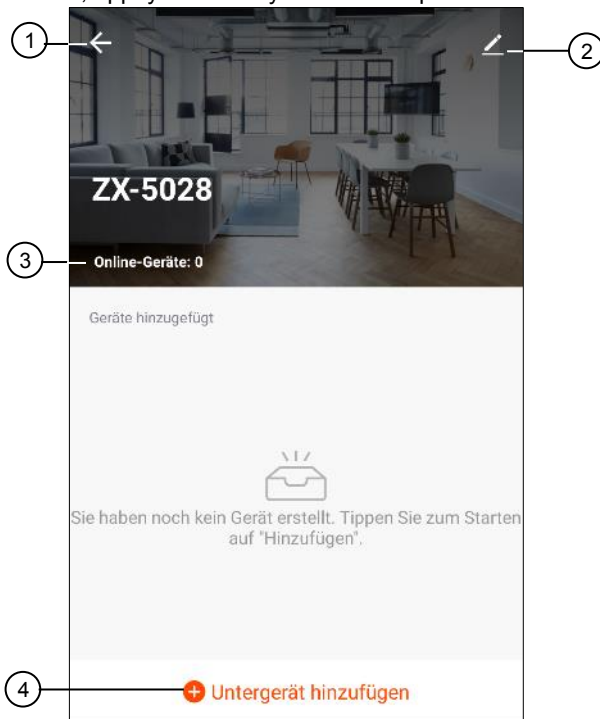 1
2
ZX-5028
3
Online-Geräte: 0
Geräte hinzugefügt
Sie haben noch kein Gerät erstellt. Tippen Sie zum Starten
auf "Hinzufügen".
4
Untergerät hinzufügen